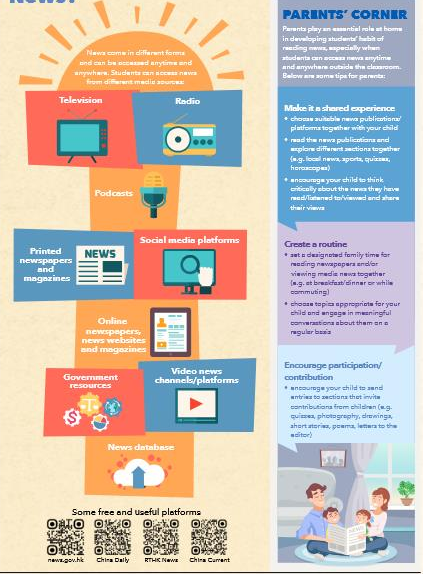 NEWS?
News come in different forms
and can be accessed anytime and
anywhere. Students can access news
from different media sources:
Television
Radio
Podcasts
Printed
newspapers
and
magazines
NEWS
Social media platforms
Online
newspapers,
news websites
and magazines
Government
resources
Video news
channels/platforms
News database
Some free and useful platforms
news.gov.hk
China Daily
RTHK News
China Current
PARENTS' CORNER
Parents play an essential role at home
in developing students' habit of
reading news, especially when
students can access news anytime
and anywhere outside the classroom.
Below are some tips for parents:
Make it a shared experience
• choose suitable news publications/
platforms together with your child
• read the news publications and
explore different sections together
(e.g. local news, sports, quizzes,
horoscopes)
• encourage your child to think
critically about the news they have
read/listened to/viewed and share
their views
Create a routine
• set a designated family time for
reading newspapers and/or
viewing media news together
(e.g. at breakfast/dinner or while
commuting)
• choose topics appropriate for your
child and engage in meaningful
conversations about them on a
regular basis
Encourage participation/
contribution
• encourage your child to send
entries to sections that invite
contributions from children (e.g.
quizzes, photography, drawings,
short stories, poems, letters to the
editor)
NEWS